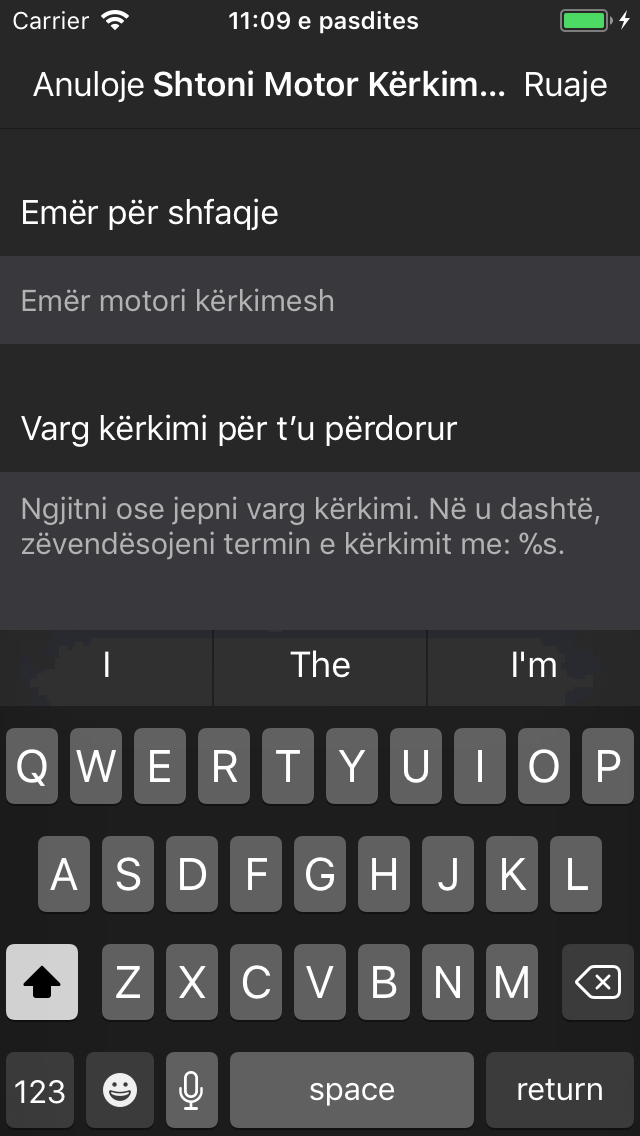 Carrier 11:09 e pasdites
Anuloje Shtoni Motor Kërkim... Ruaje
Emër për shfaqje
Emër motori kërkimesh
Varg kërkimi për t’u përdorur
Ngjitni ose jepni varg kërkimi. Në u dashtë,
zëvendësojeni termin e kërkimit me: %s.
I The I'm
Q W E R T Y U I O P
A S D F G H J K L
Z X C V B N M
123 space return